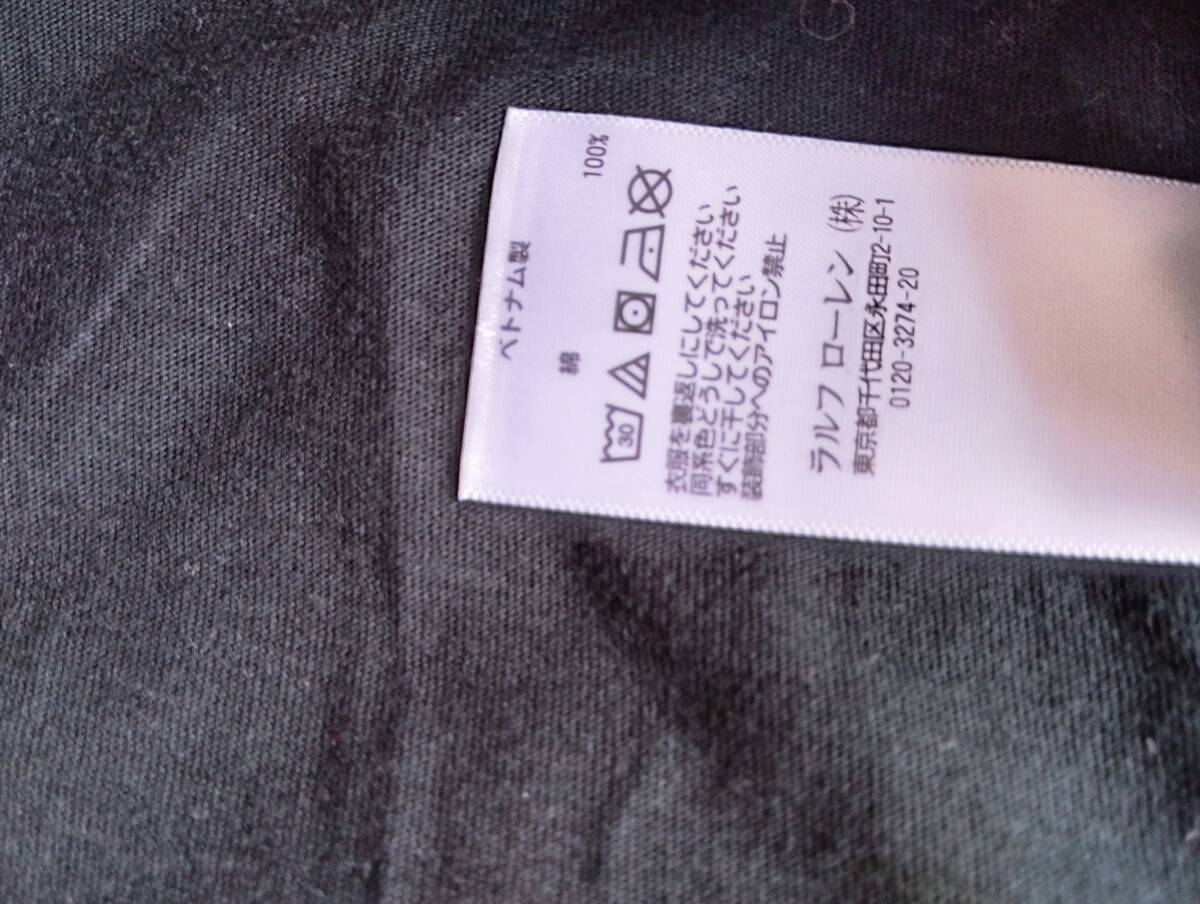 ベトナム製
綿 100%
30
衣服を裏返しにしてください
同系色どうしで洗ってください
すぐに干してください
装飾部分へのアイロン禁止
ラルフ ローレン (株)
東京都千代田区永田町2-10-1
0120-3274-20